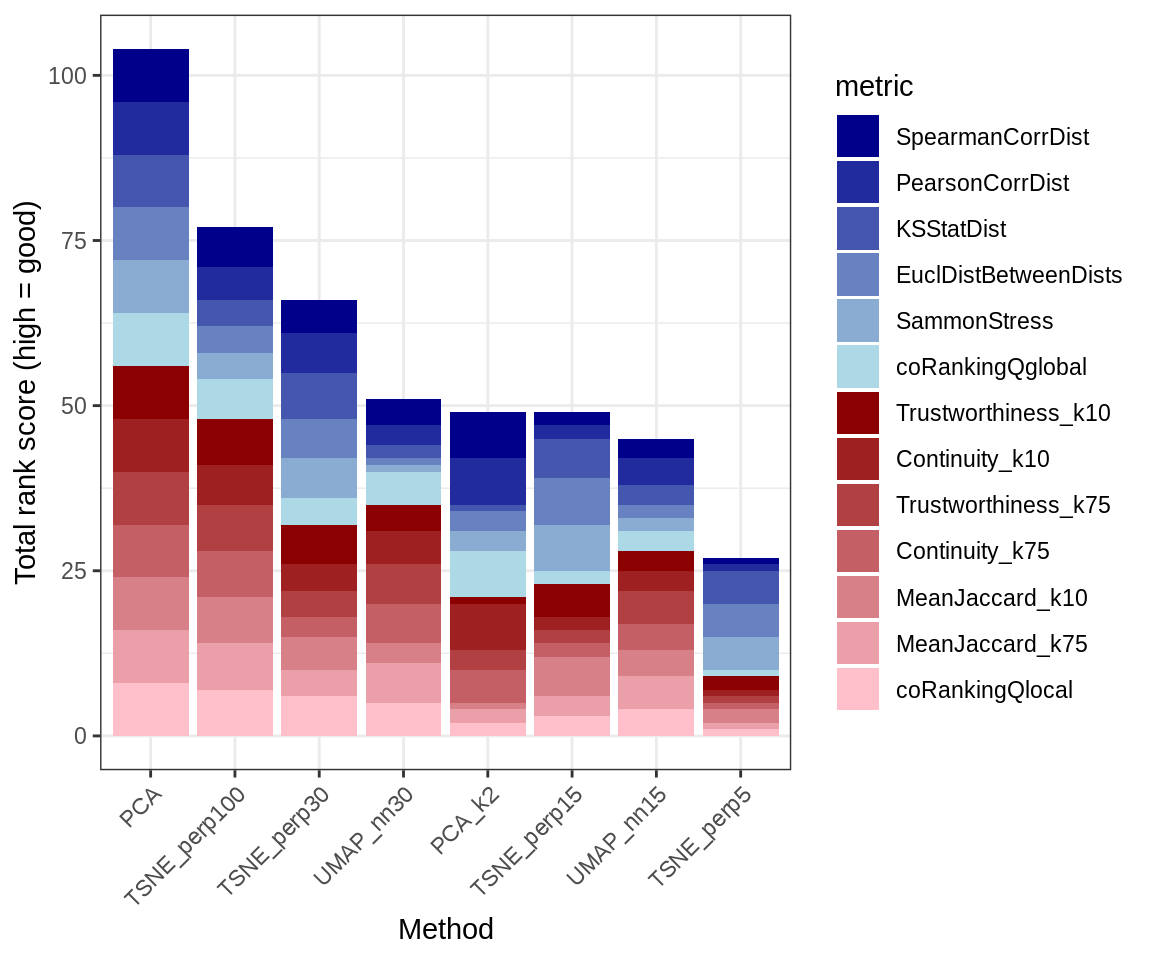 Total rank score (high = good)
100
75
50
25
0
PCA
TSNE_perp100
TSNE_perp30
UMAP_nn30
PCA_k2
TSNE_perp15
UMAP_nn15
TSNE_perp5
Method
metric
SpearmanCorrDist
PearsonCorrDist
KSStatDist
EuclDistBetweenDists
SammonStress
coRankingQglobal
Trustworthiness_k10
Continuity_k10
Trustworthiness_k75
Continuity_k75
MeanJaccard_k10
MeanJaccard_k75
coRankingQlocal